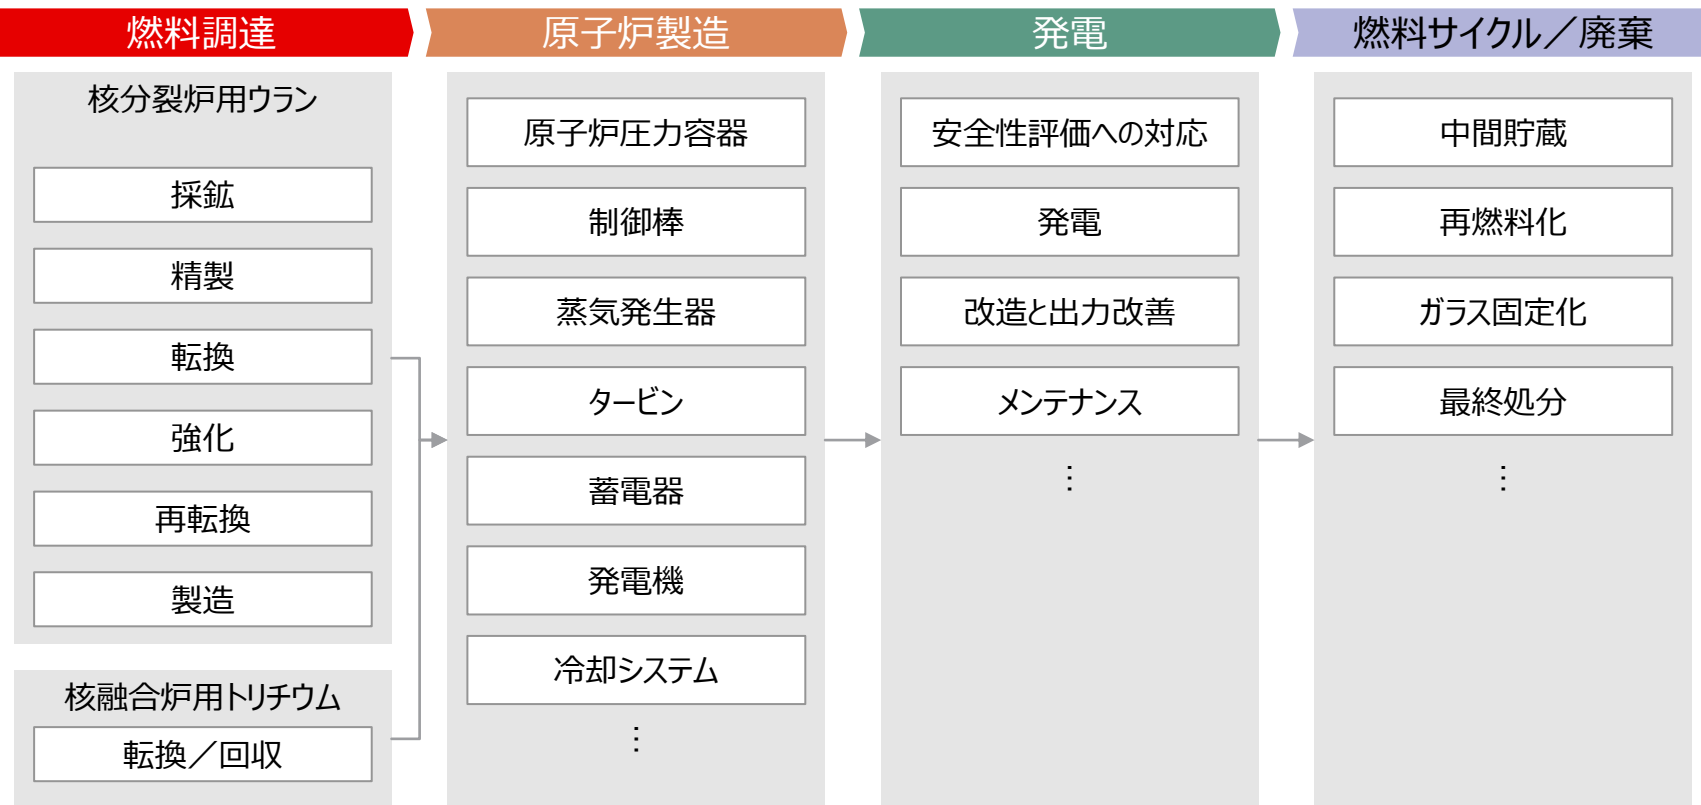 燃料調達
原子炉製造
発電
燃料サイクル／廃棄
核分裂炉用ウラン
採鉱
精製
転換
強化
再転換
製造
核融合炉用トリチウム
転換／回収
原子炉圧力容器
制御棒
蒸気発生器
タービン
蓄電器
発電機
冷却システム
…
安全性評価への対応
発電
改造と出力改善
メンテナンス
…
中間貯蔵
再燃料化
ガラス固定化
最終処分
…